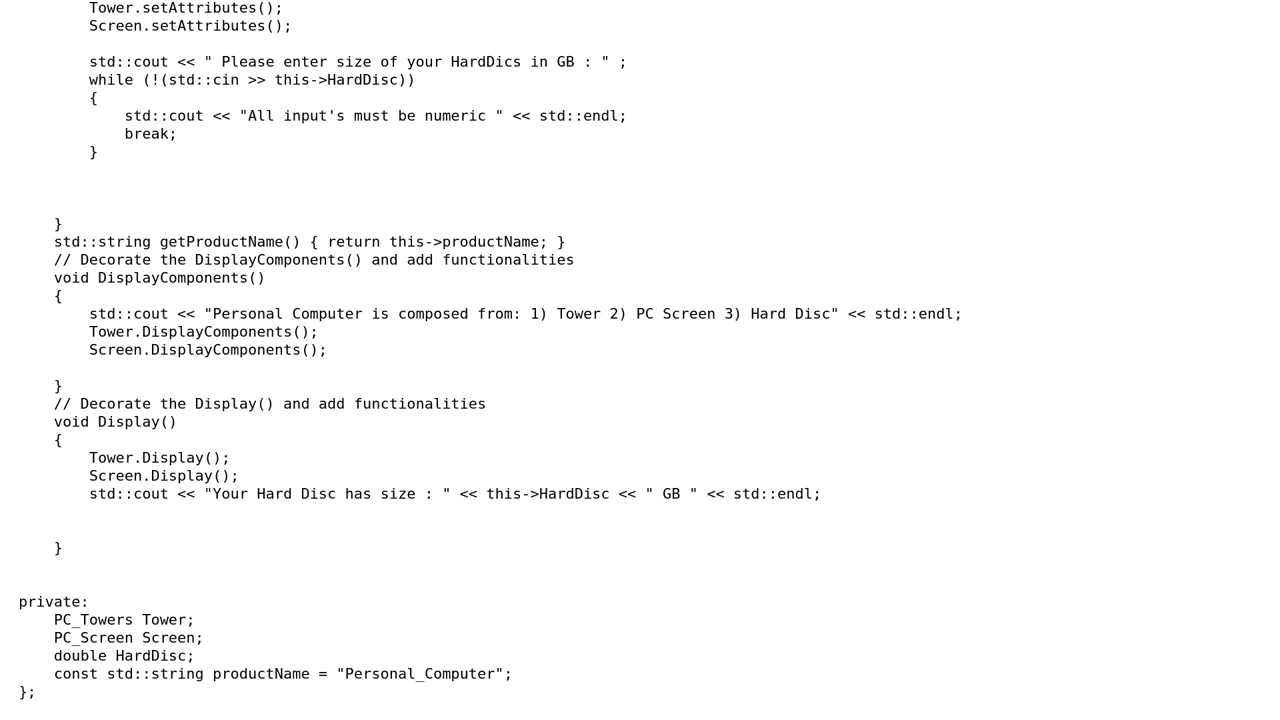 Tower.setAttributes();
        Screen.setAttributes();

        std::cout << " Please enter size of your HardDics in GB : " ;
        while (!(std::cin >> this->HardDisc))
        {
            std::cout << "All input's must be numeric " << std::endl;
            break;
        }



    }
    std::string getProductName() { return this->productName; }
    // Decorate the DisplayComponents() and add functionalities
    void DisplayComponents()
    {
        std::cout << "Personal Computer is composed from: 1) Tower 2) PC Screen 3) Hard Disc" << std::endl;
        Tower.DisplayComponents();
        Screen.DisplayComponents();

    }
    // Decorate the Display() and add functionalities
    void Display()
    {
        Tower.Display();
        Screen.Display();
        std::cout << "Your Hard Disc has size : " << this->HardDisc << " GB " << std::endl;


    }


private:
    PC_Towers Tower;
    PC_Screen Screen;
    double HardDisc;
    const std::string productName = "Personal_Computer";
};